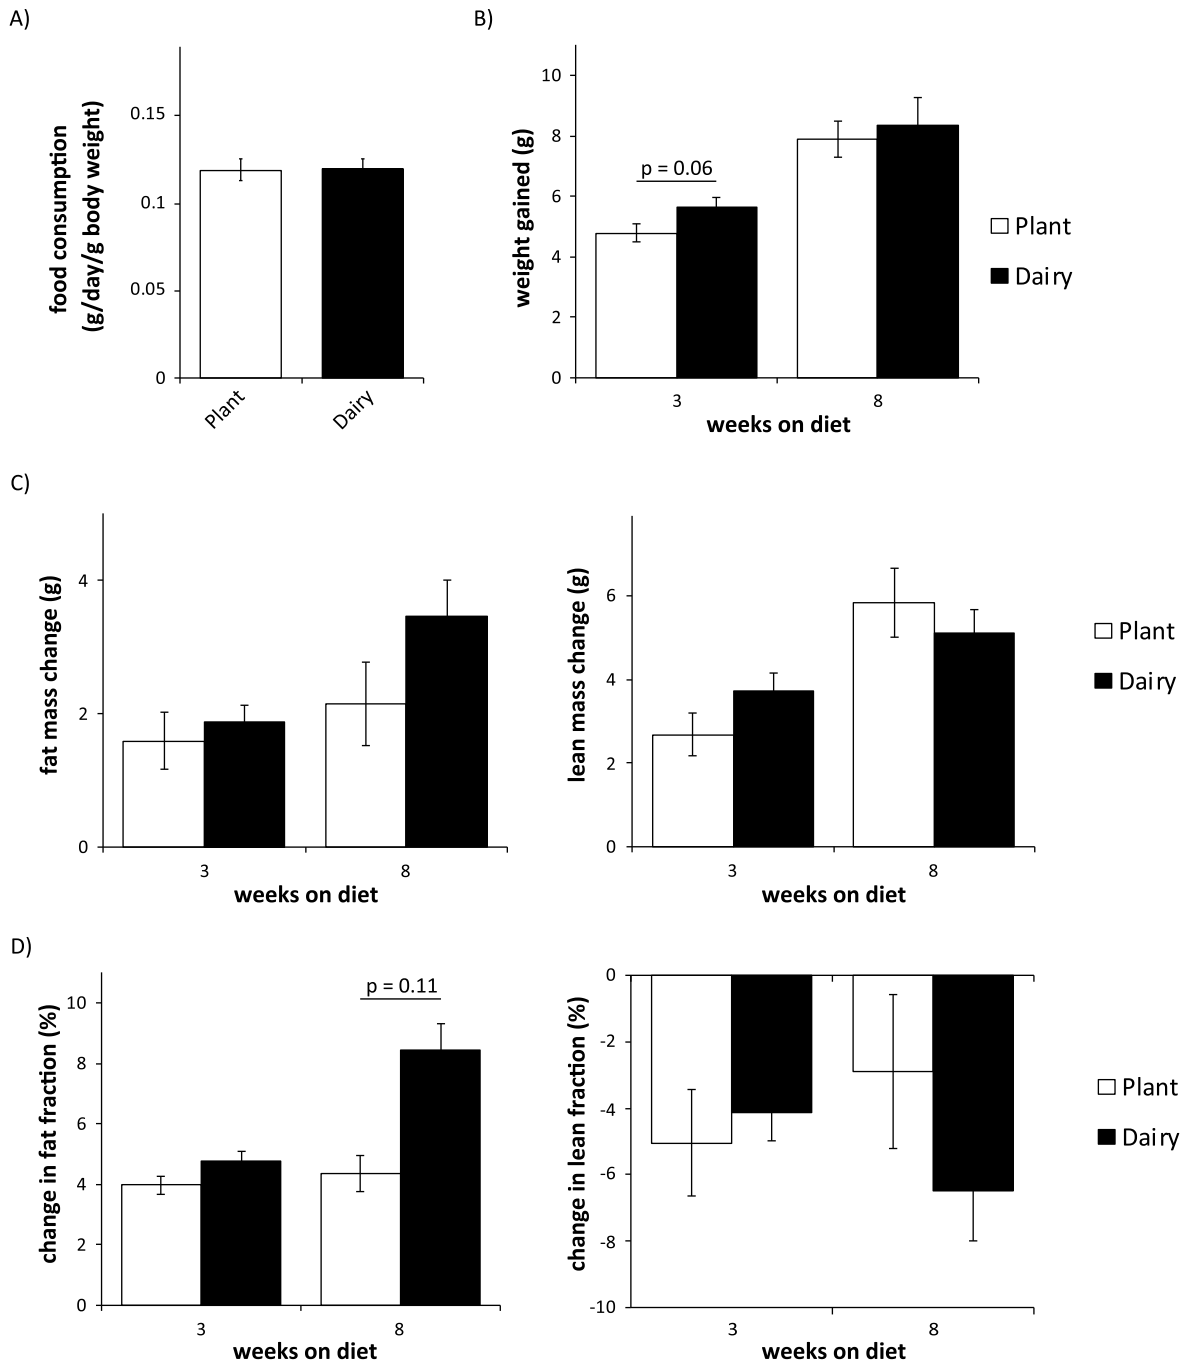 A)
food consumption
(g/day/g body weight)
0.15
0.1
0.05
0
Plant
Dairy
B)
weight gained (g)
10
8
6
4
2
0
p = 0.06
3
8
weeks on diet
Plant
Dairy
C)
fat mass change (g)
4
2
0
3
8
weeks on diet
lean mass change (g)
6
4
2
0
3
8
weeks on diet
Plant
Dairy
D)
change in fat fraction (%)
10
8
6
4
2
0
p = 0.11
3
8
weeks on diet
change in lean fraction (%)
0
-2
-4
-6
-8
-10
3
8
weeks on diet
Plant
Dairy